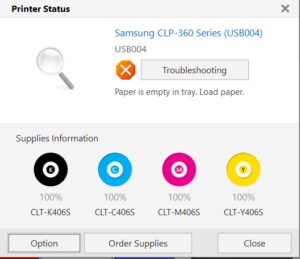 Printer Status
Samsung CLP-360 Series (USB004)
USB004
Troubleshooting
Paper is empty in tray. Load paper.
Supplies Information
K C M Y
100% 100% 100% 100%
CLT-K406S CLT-C406S CLT-M406S CLT-Y406S
Option Order Supplies Close